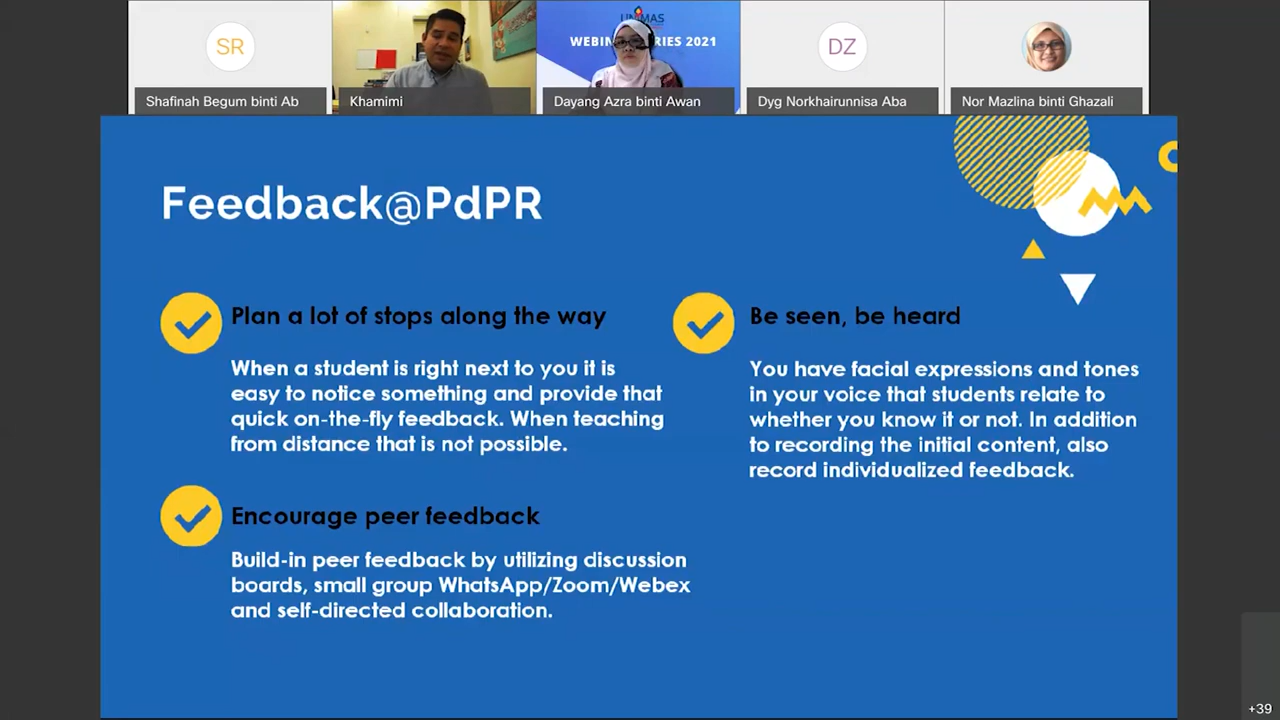 SR
UNIMAS
WEBIN RIES 2021
DZ
Shafinah Begum binti Ab
Khamimi
Dayang Azra binti Awan
Dyg Norkhairunnisa Aba
Nor Mazlina binti Ghazali
Feedback@PdPR
Plan a lot of stops along the way
When a student is right next to you it is
easy to notice something and provide that
quick on-the-fly feedback. When teaching
from distance that is not possible.
Be seen, be heard
You have facial expressions and tones
in your voice that students relate to
whether you know it or not. In addition
to recording the initial content, also
record individualized feedback.
Encourage peer feedback
Build-in peer feedback by utilizing discussion
boards, small group WhatsApp/Zoom/Webex
and self-directed collaboration.
+39